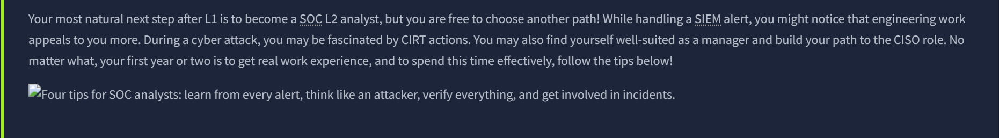 Your most natural next step after L1 is to become a SOC L2 analyst, but you are free to choose another path! While handling a SIEM alert, you might notice that engineering work
appeals to you more. During a cyber attack, you may be fascinated by CIRT actions. You may also find yourself well-suited as a manager and build your path to the CISO role. No
matter what, your first year or two is to get real work experience, and to spend this time effectively, follow the tips below!
Four tips for SOC analysts: learn from every alert, think like an attacker, verify everything, and get involved in incidents.